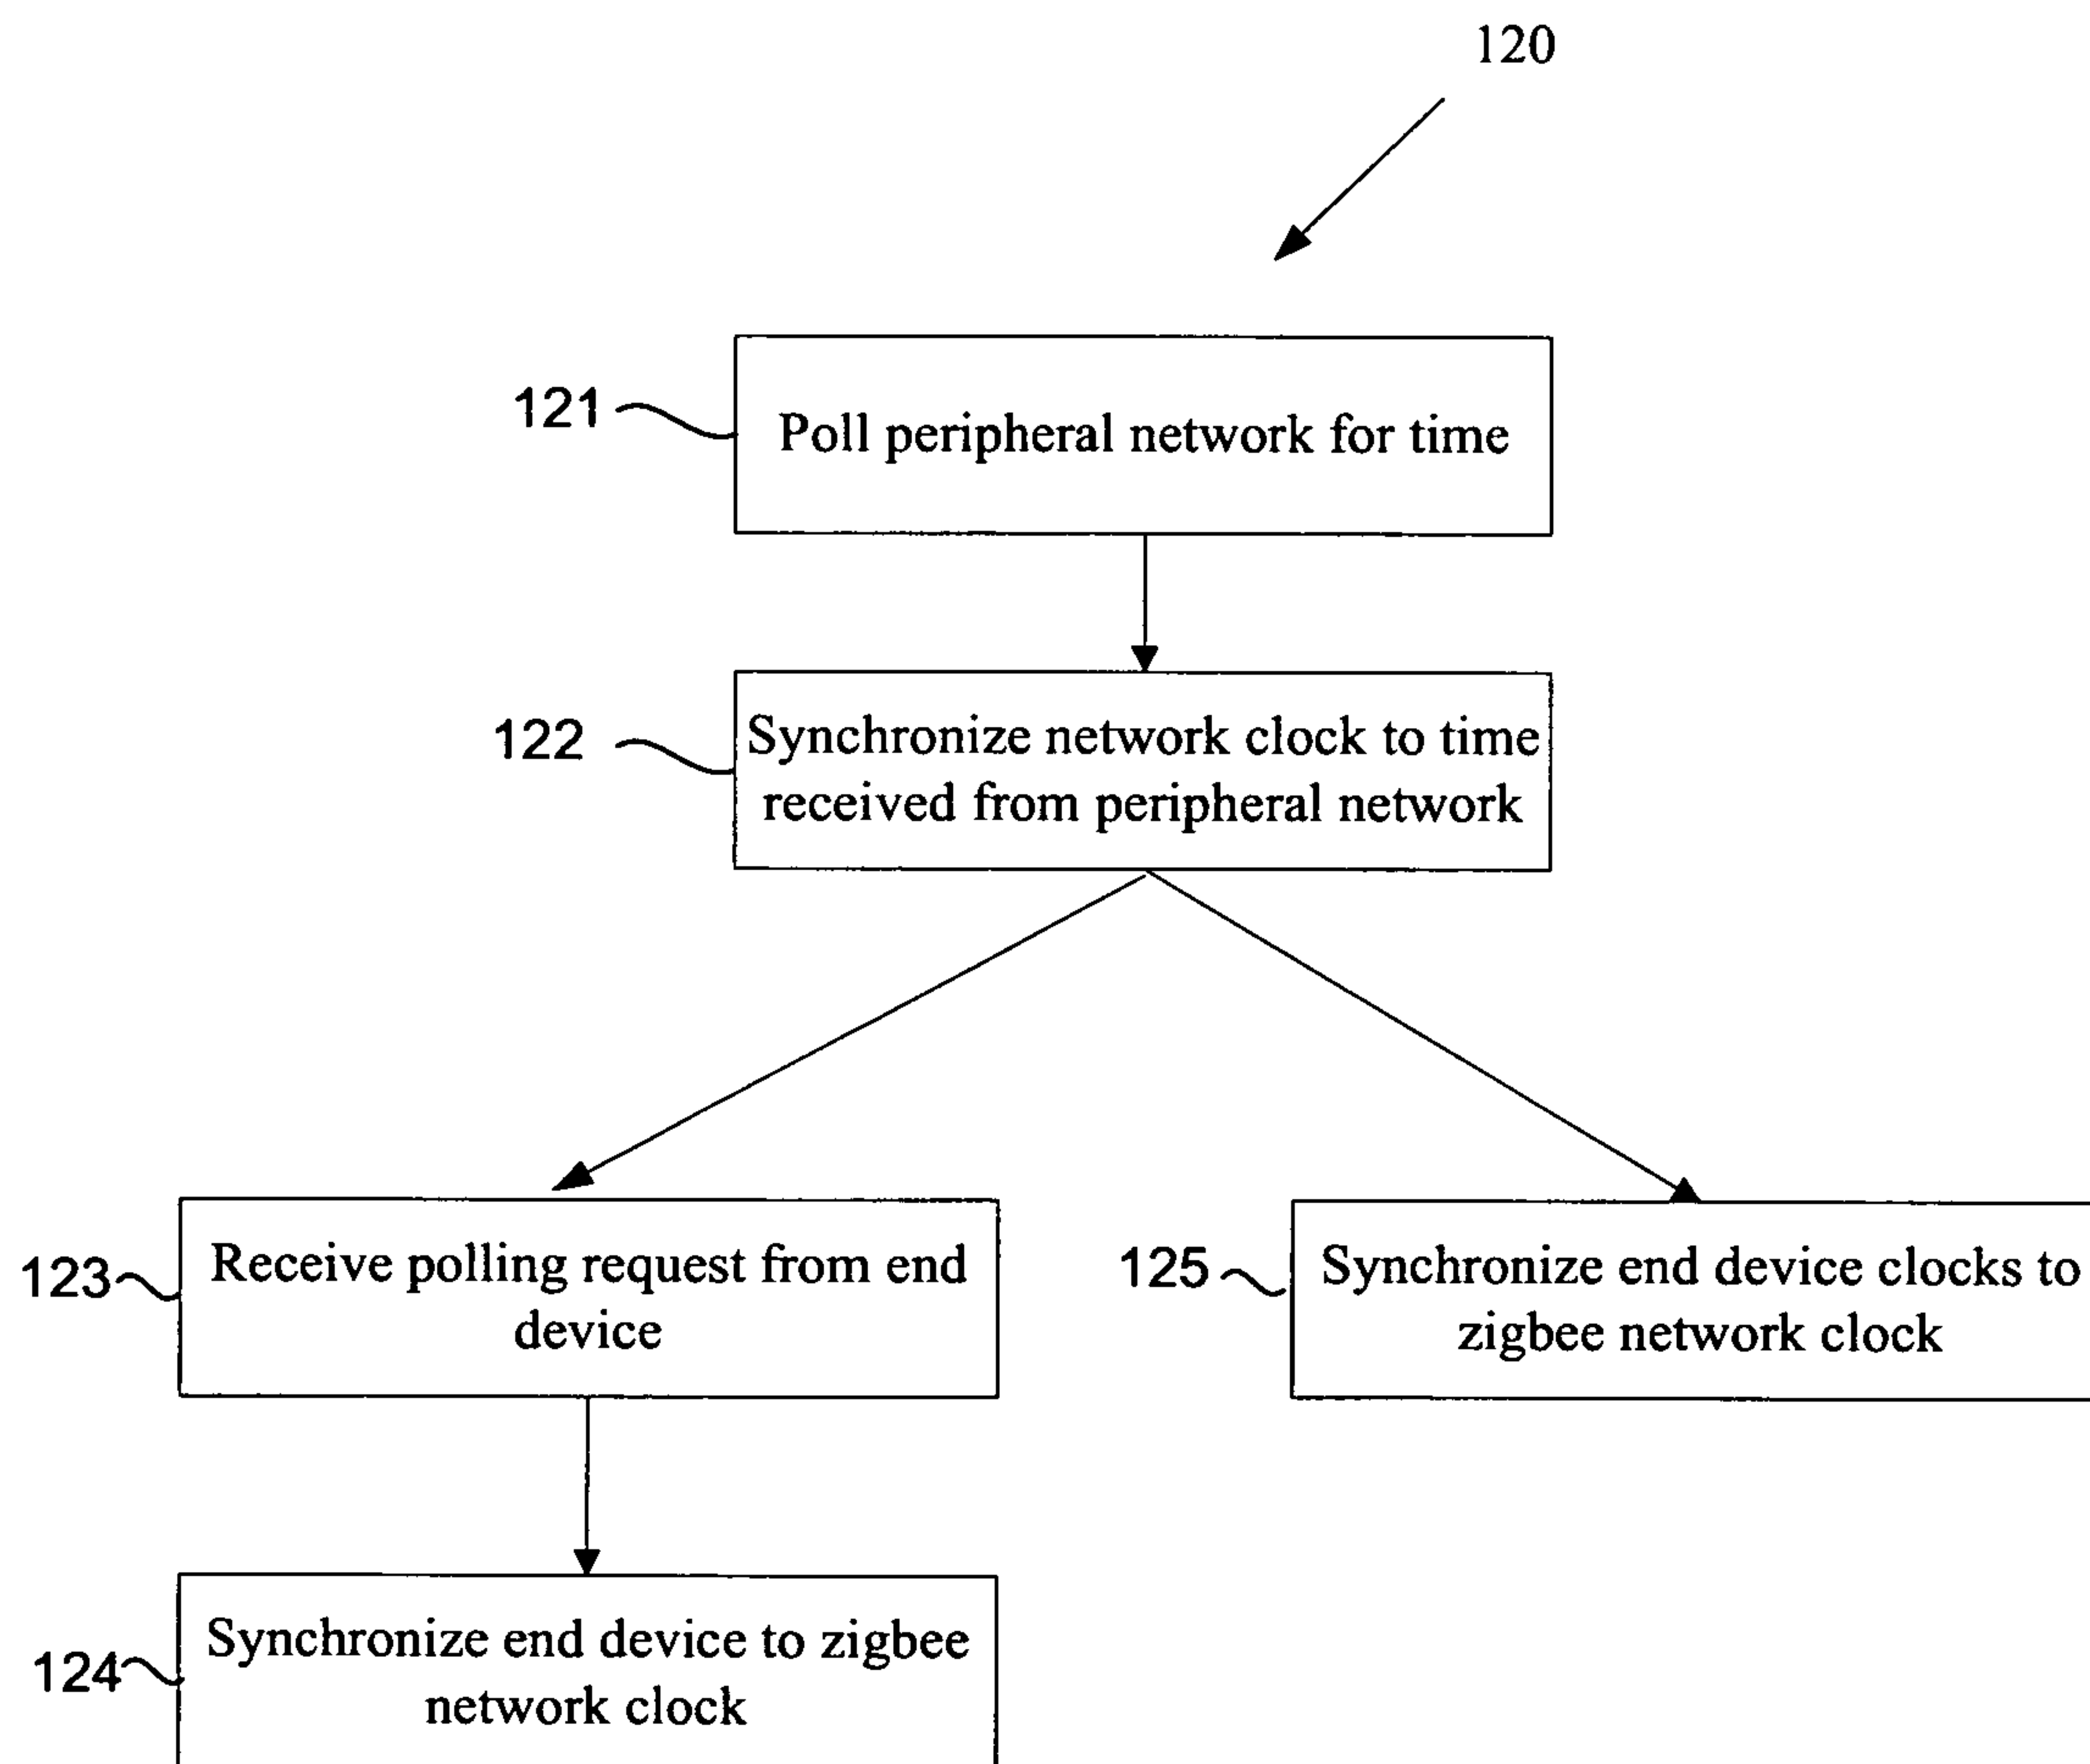 120
121
Poll peripheral network for time
122
Synchronize network clock to time
received from peripheral network
123
Receive polling request from end
device
125
Synchronize end device clocks to
zigbee network clock
124
Synchronize end device to zigbee
network clock